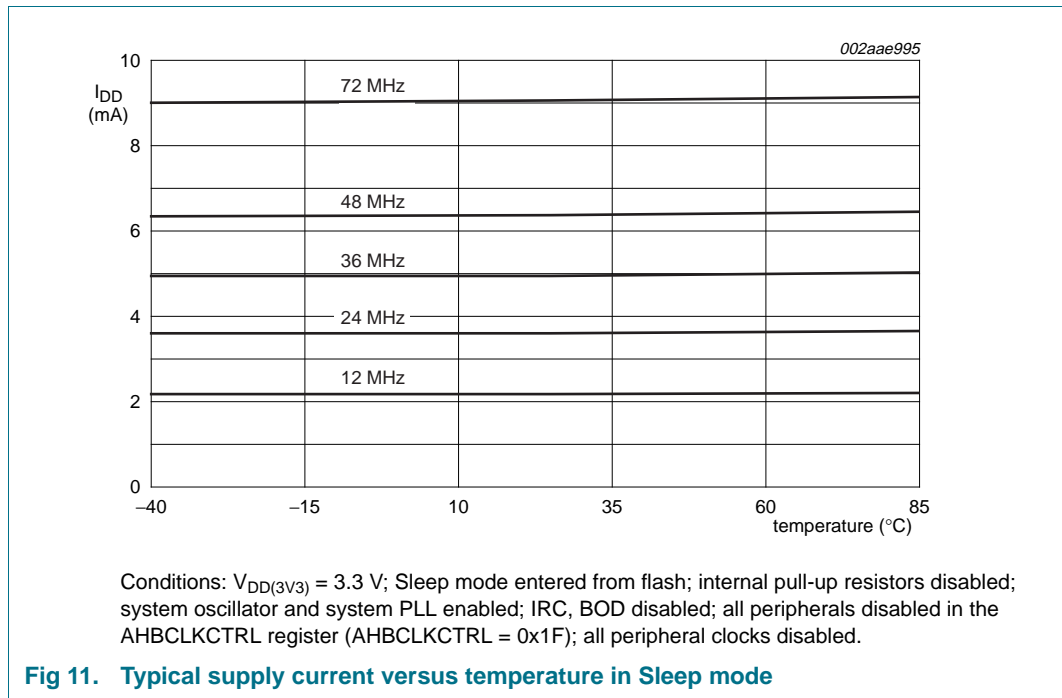 002aae995
10
I_DD
(mA)
72 MHz
8
48 MHz
6
36 MHz
4
24 MHz
12 MHz
2
0
−40
−15
10
35
60
85
temperature (°C)
Conditions: V_DD(3V3) = 3.3 V; Sleep mode entered from flash; internal pull-up resistors disabled;
system oscillator and system PLL enabled; IRC, BOD disabled; all peripherals disabled in the
AHBCLKCTRL register (AHBCLKCTRL = 0x1F); all peripheral clocks disabled.
Fig 11. Typical supply current versus temperature in Sleep mode